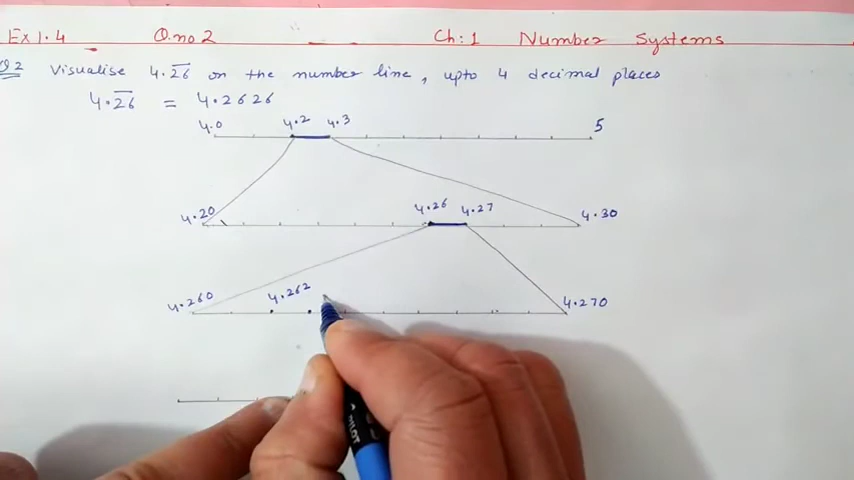 Ex 1.4 Q.no 2 Ch: 1 Number Systems
Q2 Visualise 4.2̅6̅ on the number line, upto 4 decimal places
4.2̅6̅ = 4.2626
4.0 4.2 4.3 5
4.20 4.26 4.27 4.30
4.260 4.262 4.270
PILOT